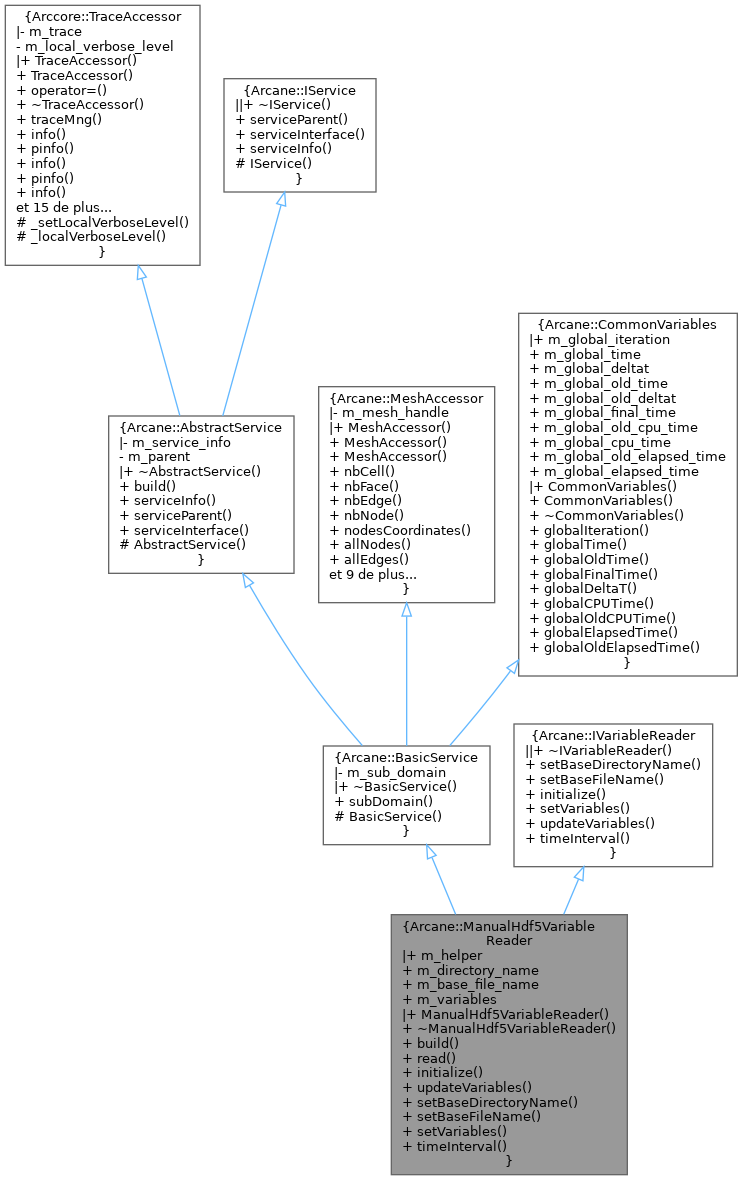 {Arccore::TraceAccessor
|- m_trace
- m_local_verbose_level
|+ TraceAccessor()
+ TraceAccessor()
+ operator=()
+ ~TraceAccessor()
+ traceMng()
+ info()
+ pinfo()
+ info()
+ pinfo()
+ info()
et 15 de plus...
# _setLocalVerboseLevel()
# _localVerboseLevel()
}
{Arcane::IService
||+ ~IService()
+ serviceParent()
+ serviceInterface()
+ serviceInfo()
# IService()
}
{Arcane::AbstractService
|- m_service_info
- m_parent
|+ ~AbstractService()
+ build()
+ serviceInfo()
+ serviceParent()
+ serviceInterface()
# AbstractService()
}
{Arcane::MeshAccessor
|- m_mesh_handle
|+ MeshAccessor()
+ MeshAccessor()
+ MeshAccessor()
+ nbCell()
+ nbFace()
+ nbEdge()
+ nbNode()
+ nodesCoordinates()
+ allNodes()
+ allEdges()
et 9 de plus...
}
{Arcane::CommonVariables
|+ m_global_iteration
+ m_global_time
+ m_global_deltat
+ m_global_old_time
+ m_global_old_deltat
+ m_global_final_time
+ m_global_old_cpu_time
+ m_global_cpu_time
+ m_global_old_elapsed_time
+ m_global_elapsed_time
|+ CommonVariables()
+ CommonVariables()
+ ~CommonVariables()
+ globalIteration()
+ globalTime()
+ globalOldTime()
+ globalFinalTime()
+ globalDeltaT()
+ globalCPUTime()
+ globalOldCPUTime()
+ globalElapsedTime()
+ globalOldElapsedTime()
}
{Arcane::BasicService
|- m_sub_domain
|+ ~BasicService()
+ subDomain()
# BasicService()
}
{Arcane::IVariableReader
||+ ~IVariableReader()
+ setBaseDirectoryName()
+ setBaseFileName()
+ initialize()
+ setVariables()
+ updateVariables()
+ timeInterval()
}
{Arcane::ManualHdf5Variable
Reader
|+ m_helper
+ m_directory_name
+ m_base_file_name
+ m_variables
|+ ManualHdf5VariableReader()
+ ~ManualHdf5VariableReader()
+ build()
+ read()
+ initialize()
+ updateVariables()
+ setBaseDirectoryName()
+ setBaseFileName()
+ setVariables()
+ timeInterval()
}